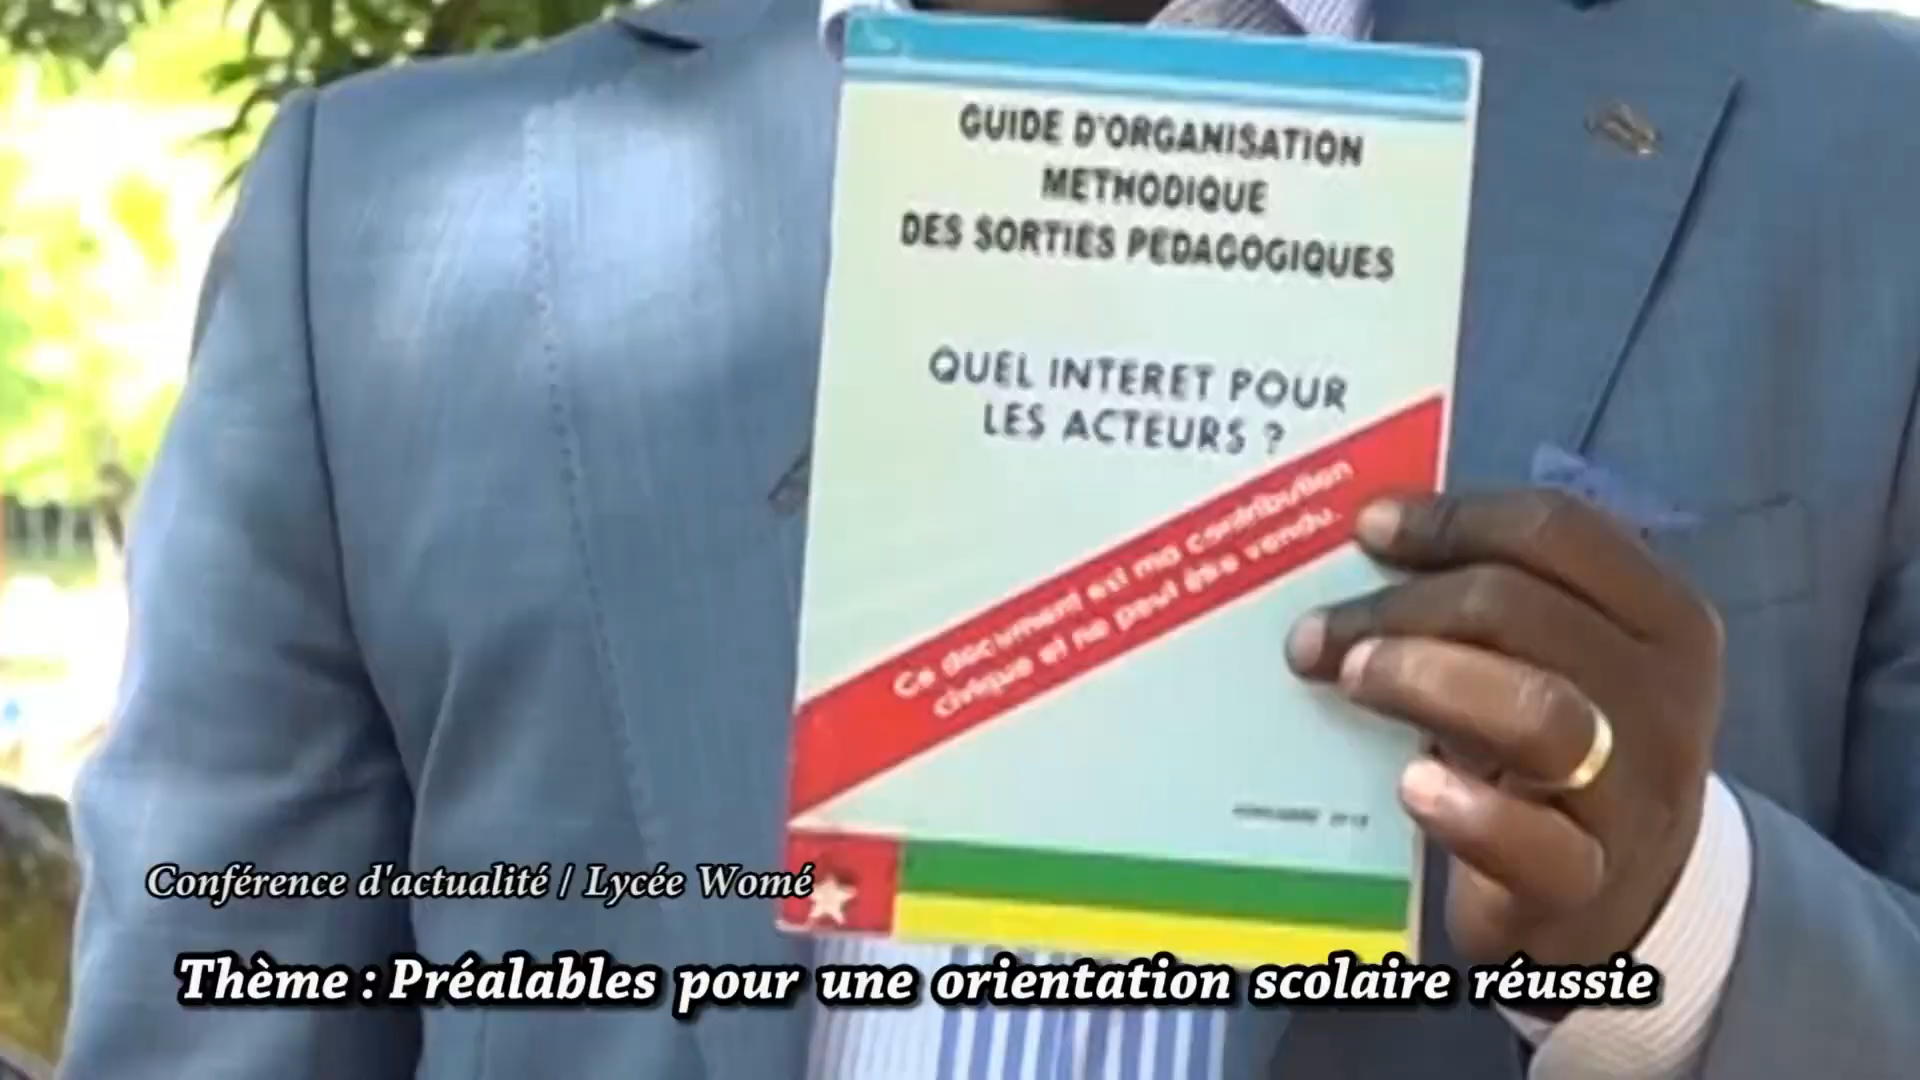 GUIDE D'ORGANISATION
METHODIQUE
DES SORTIES PEDAGOGIQUES
QUEL INTERET POUR
LES ACTEURS ?
Ce document est ma contribution
civique et ne peut être vendu.
Conférence d'actualité / Lycée Womé
Thème : Préalables pour une orientation scolaire réussie